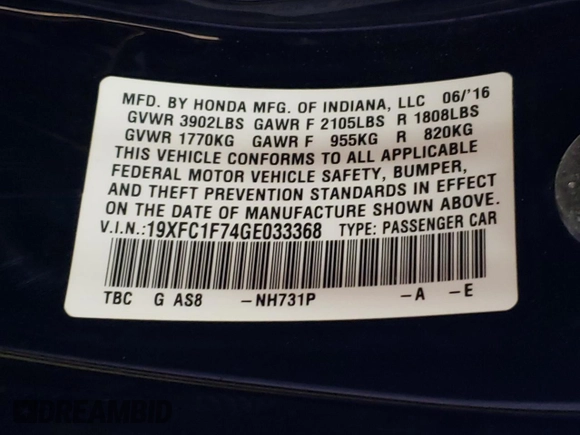 MFD. BY HONDA MFG. OF INDIANA, LLC 06/'16
GVWR 3902LBS GAWR F 2105LBS R 1808LBS
GVWR 1770KG GAWR F 955KG R 820KG
THIS VEHICLE CONFORMS TO ALL APPLICABLE
FEDERAL MOTOR VEHICLE SAFETY, BUMPER,
AND THEFT PREVENTION STANDARDS IN EFFECT
ON THE DATE OF MANUFACTURE SHOWN ABOVE.
V.I.N.:19XFC1F74GE033368 TYPE: PASSENGER CAR
TBC G AS8 -NH731P -A -E
DREAMBID